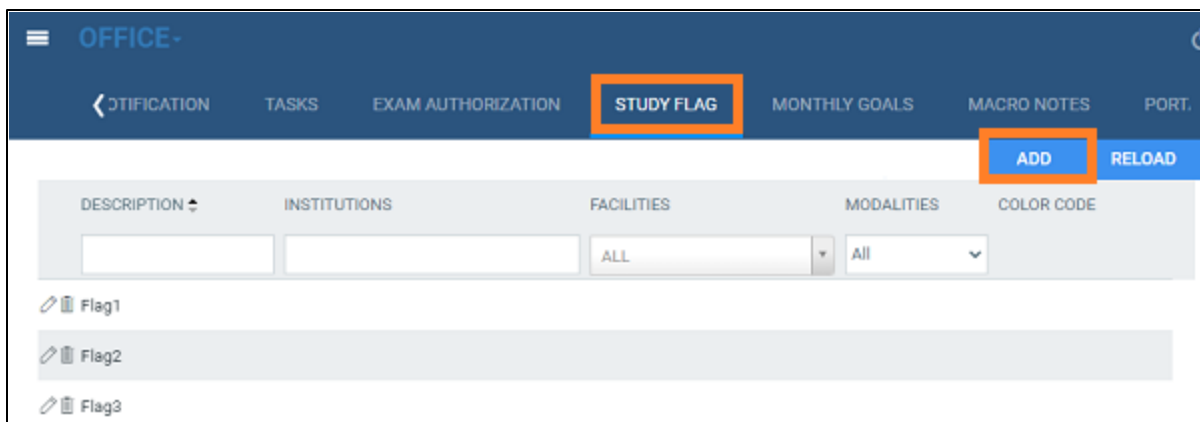 OFFICE
OTIFICATION TASKS EXAM AUTHORIZATION STUDY FLAG MONTHLY GOALS MACRO NOTES PORT.
ADD RELOAD
DESCRIPTION INSTITUTIONS FACILITIES MODALITIES COLOR CODE
ALL All
Flag1
Flag2
Flag3